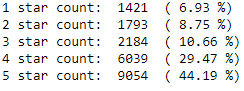 1 star count:  1421  ( 6.93 %)
2 star count:  1793  ( 8.75 %)
3 star count:  2184  ( 10.66 %)
4 star count:  6039  ( 29.47 %)
5 star count:  9054  ( 44.19 %)